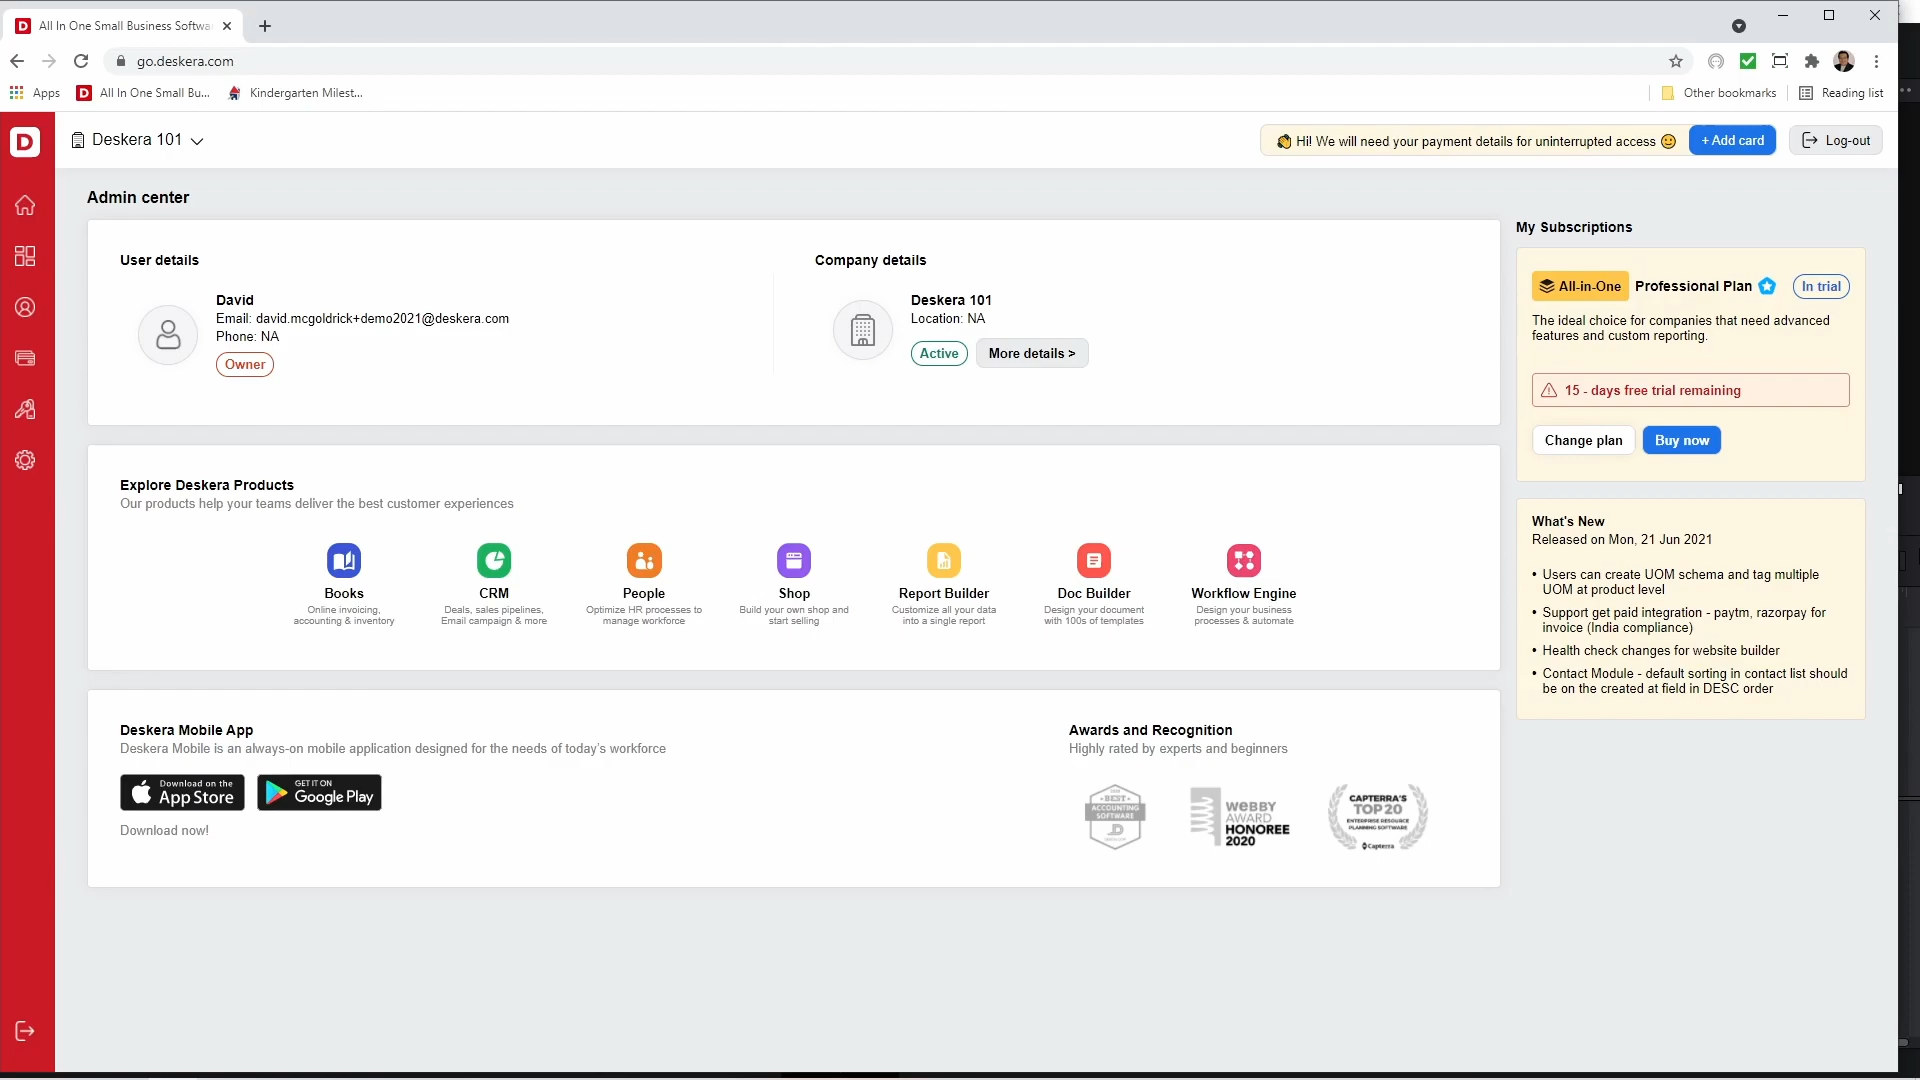 All In One Small Business Softwa
go.deskera.com
Apps
All In One Small Bu...
Kindergarten Milest...
Other bookmarks
Reading list
D
Deskera 101
Hi! We will need your payment details for uninterrupted access
+ Add card
Log-out
Admin center
User details
David
Email: david.mcgoldrick+demo2021@deskera.com
Phone: NA
Owner
Company details
Deskera 101
Location: NA
Active
More details >
My Subscriptions
All-in-One
Professional Plan
In trial
The ideal choice for companies that need advanced
features and custom reporting.
15 - days free trial remaining
Change plan
Buy now
Explore Deskera Products
Our products help your teams deliver the best customer experiences
Books
Online invoicing,
accounting & inventory
CRM
Deals, sales pipelines,
Email campaign & more
People
Optimize HR processes to
manage workforce
Shop
Build your own shop and
start selling
Report Builder
Customize all your data
into a single report
Doc Builder
Design your document
with 100s of templates
Workflow Engine
Design your business
processes & automate
What's New
Released on Mon, 21 Jun 2021
• Users can create UOM schema and tag multiple
UOM at product level
• Support get paid integration - paytm, razorpay for
invoice (India compliance)
• Health check changes for website builder
• Contact Module - default sorting in contact list should
be on the created at field in DESC order
Deskera Mobile App
Deskera Mobile is an always-on mobile application designed for the needs of today's workforce
Download on the
App Store
GET IT ON
Google Play
Download now!
Awards and Recognition
Highly rated by experts and beginners
BEST
ACCOUNTING
SOFTWARE
WEBBY
AWARD
HONOREE
2020
CAPTERRA'S
TOP 20
ENTERPRISE RESOURCE
PLANNING SOFTWARE
Capterra